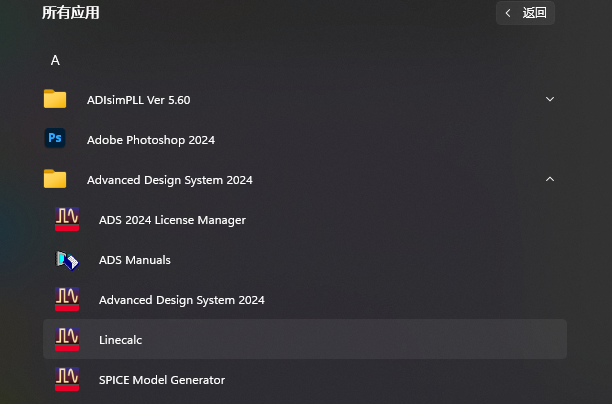 所有应用
返回
A
ADIsimPLL Ver 5.60
Ps
Adobe Photoshop 2024
Advanced Design System 2024
ADS 2024 License Manager
ADS Manuals
Advanced Design System 2024
Linecalc
SPICE Model Generator